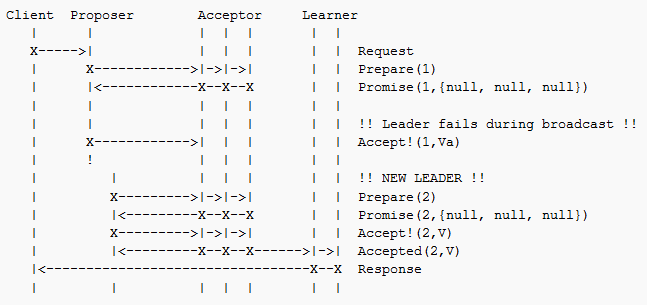 Client  Proposer        Acceptor     Learner
   |      |             |  |  |       |  |
   X----->|             |  |  |       |  |  Request
   |      X------------>|->|->|       |  |  Prepare(1)
   |      |<------------X--X--X       |  |  Promise(1,{null, null, null})
   |      |             |  |  |       |  |
   |      |             |  |  |       |  |  !! Leader fails during broadcast !!
   |      X------------>|  |  |       |  |  Accept!(1,Va)
   |      !             |  |  |       |  |
   |         |          |  |  |       |  |  !! NEW LEADER !!
   |         X--------->|->|->|       |  |  Prepare(2)
   |         |<---------X--X--X       |  |  Promise(2,{null, null, null})
   |         X--------->|->|->|       |  |  Accept!(2,V)
   |         |<---------X--X--X------>|->|  Accepted(2,V)
   |<---------------------------------X--X  Response
   |         |          |  |  |       |  |